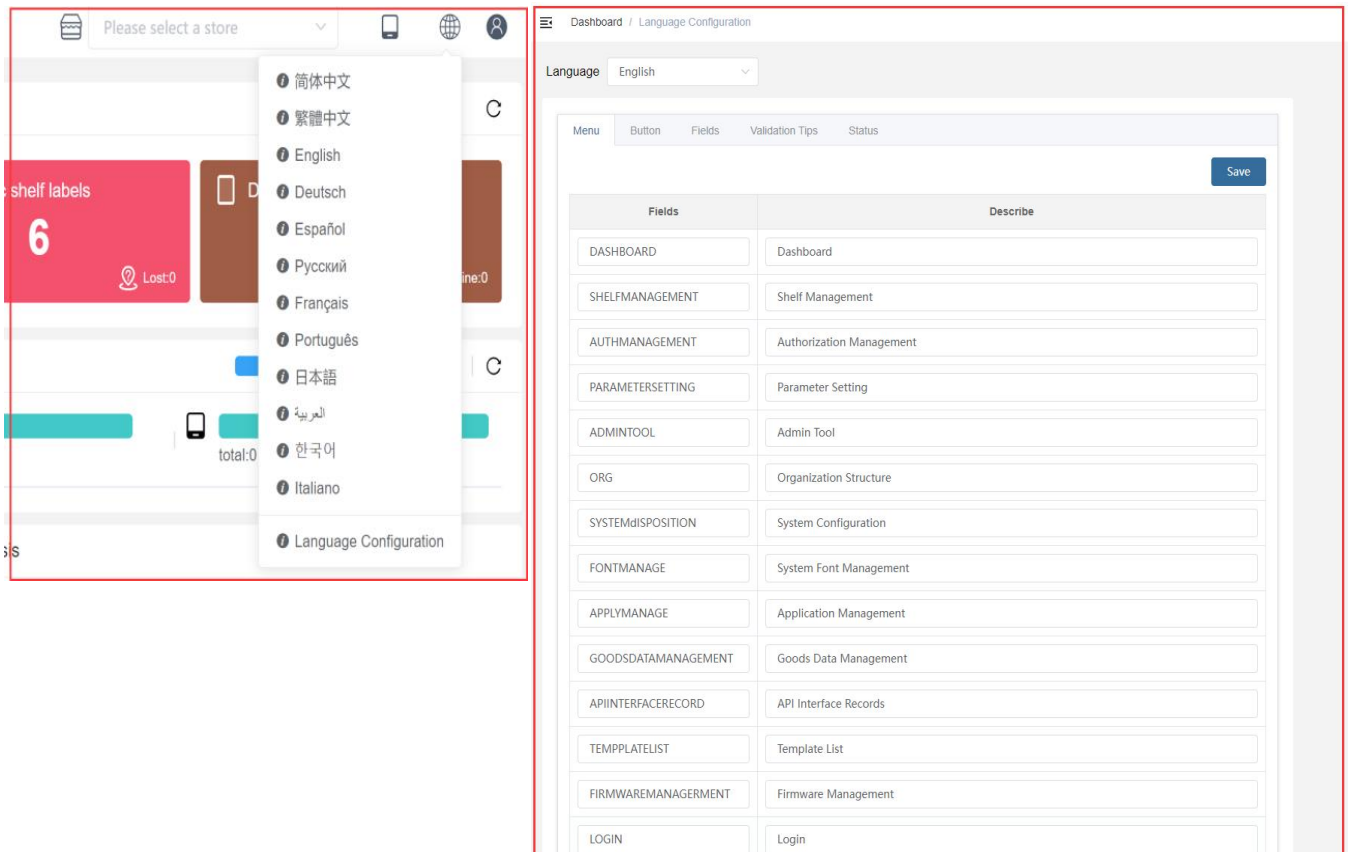 Please select a store
简体中文
繁體中文
English
Deutsch
Español
Русский
Français
Português
日本語
العربية
한국어
Italiano
Language Configuration
shelf labels
6
Lost:0
D
ine:0
total:0
sis
Dashboard / Language Configuration
Language English
Menu Button Fields Validation Tips Status
Save
Fields Describe
DASHBOARD Dashboard
SHELFMANAGEMENT Shelf Management
AUTHMANAGEMENT Authorization Management
PARAMETERSETTING Parameter Setting
ADMINTOOL Admin Tool
ORG Organization Structure
SYSTEMdISPOSITION System Configuration
FONTMANAGE System Font Management
APPLYMANAGE Application Management
GOODSDATAMANAGEMENT Goods Data Management
APIINTERFACERECORD API Interface Records
TEMPPLATELIST Template List
FIRMWAREMANAGERMENT Firmware Management
LOGIN Login